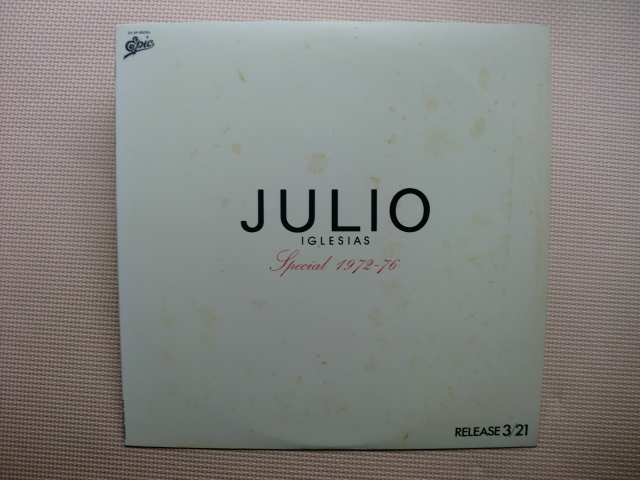 Epic
JULIO
IGLESIAS
Special 1972-76
RELEASE 3/21